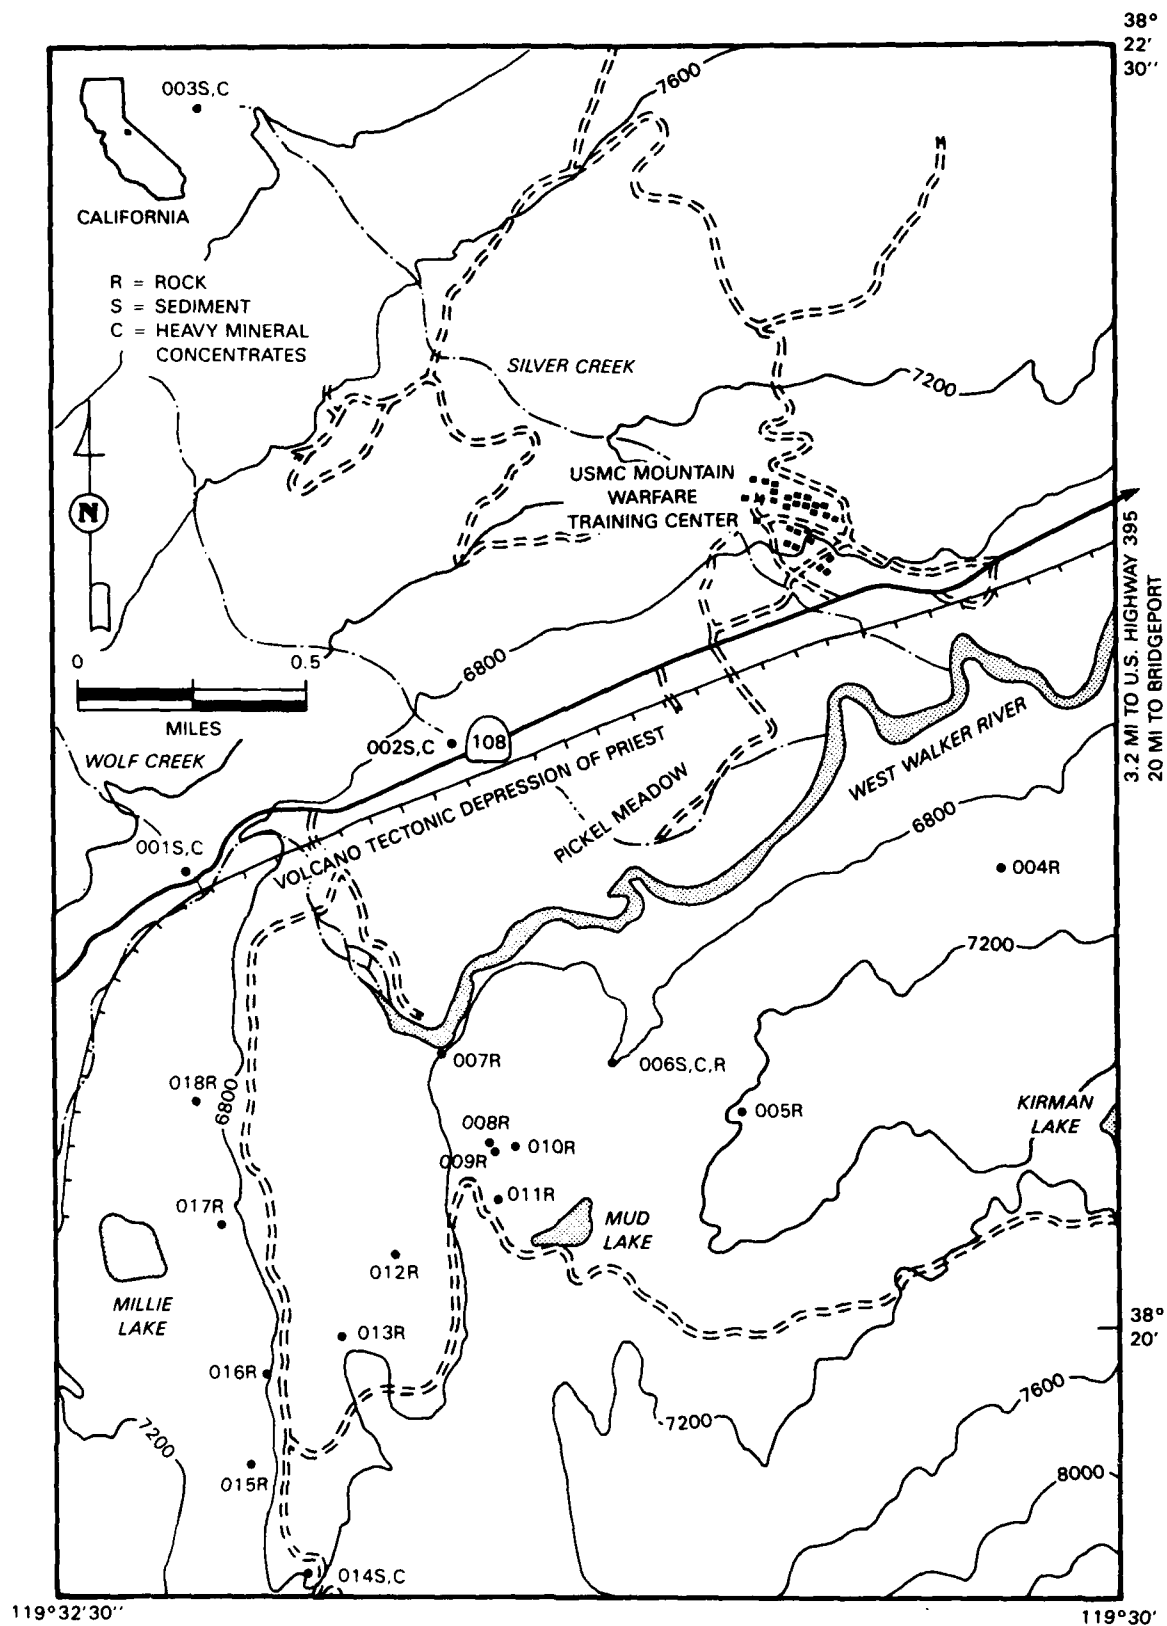 38°
22'
30''
003S,C
7600
CALIFORNIA
R = ROCK
S = SEDIMENT
C = HEAVY MINERAL
CONCENTRATES
SILVER CREEK
7200
USMC MOUNTAIN
WARFARE
TRAINING CENTER
N
3.2 MI TO U.S. HIGHWAY 395
20 MI TO BRIDGEPORT
0 0.5
MILES
6800
WOLF CREEK
002S,C
108
VOLCANO TECTONIC DEPRESSION OF PRIEST
PICKEL MEADOW
WEST WALKER RIVER
6800
001S,C
004R
7200
007R
006S,C,R
018R
6800
005R
KIRMAN
LAKE
008R
010R
009R
011R
017R
MUD
LAKE
012R
MILLIE
LAKE
013R
38°
20'
016R
7600
7200
7200
8000
015R
014S,C
119°32'30''
119°30'